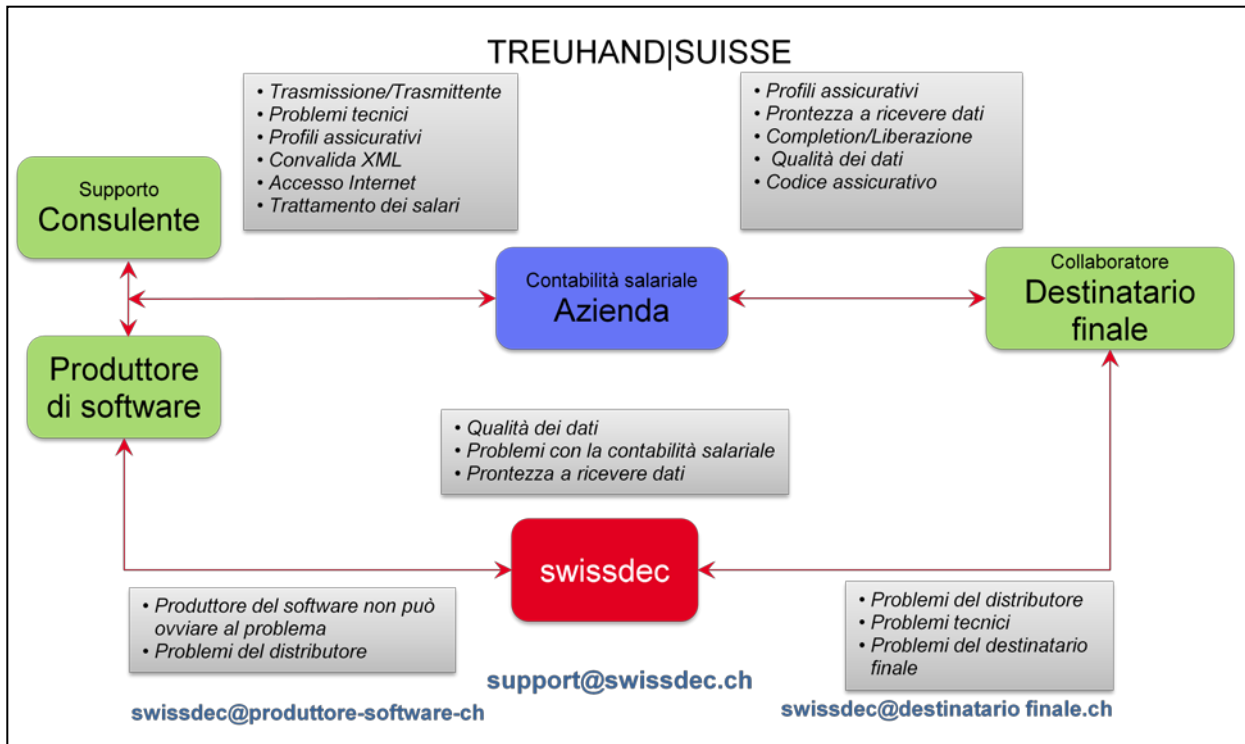 TREUHAND|SUISSE
• Trasmissione/Trasmittente
• Problemi tecnici
• Profili assicurativi
• Convalida XML
• Accesso Internet
• Trattamento dei salari
• Profili assicurativi
• Prontezza a ricevere dati
• Completion/Liberazione
• Qualità dei dati
• Codice assicurativo
Supporto
Consulente
Contabilità salariale
Azienda
Collaboratore
Destinatario
finale
Produttore
di software
• Qualità dei dati
• Problemi con la contabilità salariale
• Prontezza a ricevere dati
swissdec
• Produttore del software non può
ovviare al problema
• Problemi del distributore
• Problemi del distributore
• Problemi tecnici
• Problemi del destinatario
finale
support@swissdec.ch
swissdec@produttore-software-ch
swissdec@destinatario finale.ch